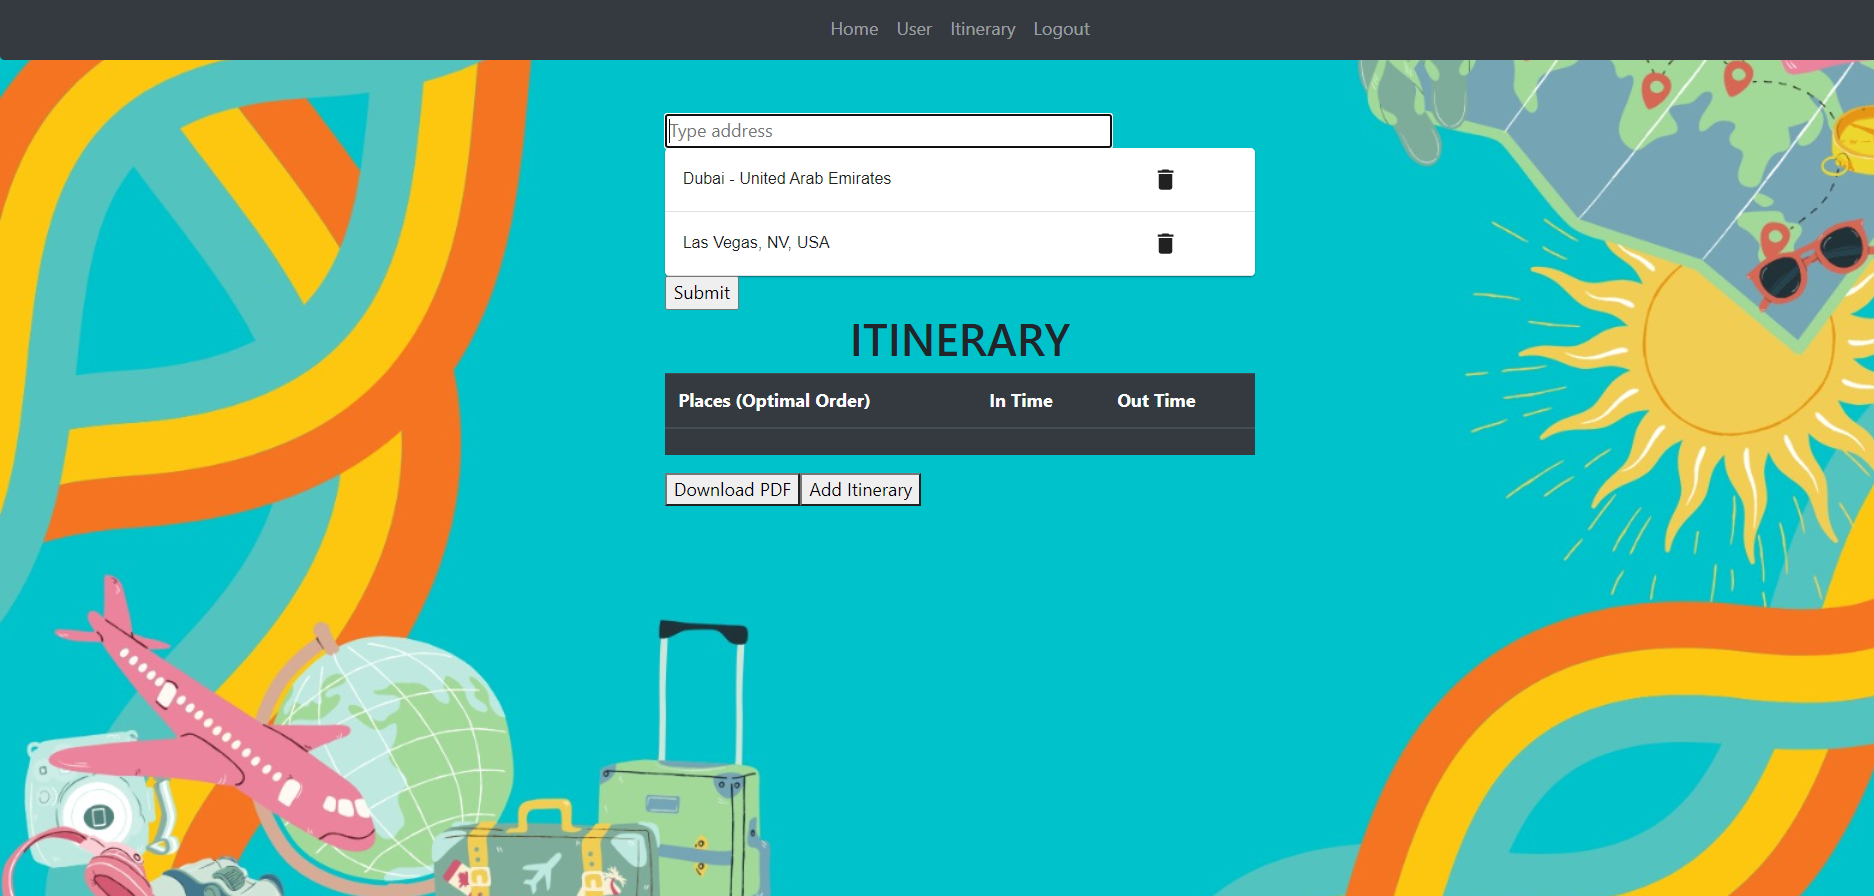 Home User Itinerary Logout
Type address
Dubai - United Arab Emirates
Las Vegas, NV, USA
Submit
ITINERARY
Places (Optimal Order) In Time Out Time
Download PDF Add Itinerary